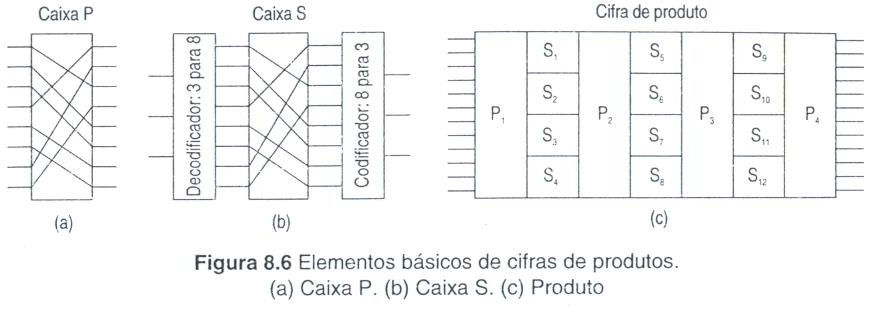 Caixa P
Caixa S
Cifra de produto
Decodificador: 3 para 8
Codificador: 8 para 3
P₁
S₁
S₂
S₃
S₄
P₂
S₅
S₆
S₇
S₈
P₃
S₉
S₁₀
S₁₁
S₁₂
P₄
(a)
(b)
(c)
Figura 8.6 Elementos básicos de cifras de produtos.
(a) Caixa P. (b) Caixa S. (c) Produto